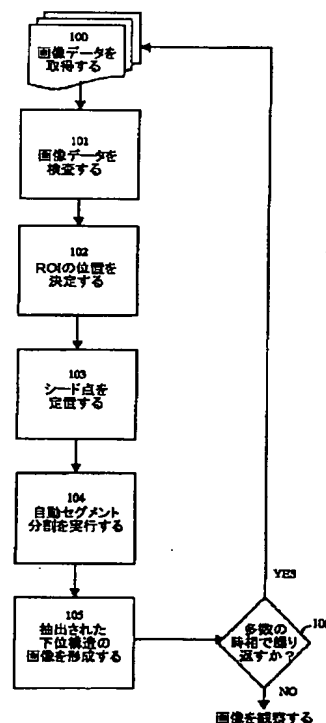 100
画像データを
取得する
101
画像データを
検査する
102
ROIの位置を
決定する
103
シード点を
定置する
104
自動セグメント
分割を実行する
105
抽出された
下位構造の
画像を形成する
YES
多数の
時相で繰り
返すか?
NO
画像を観察する